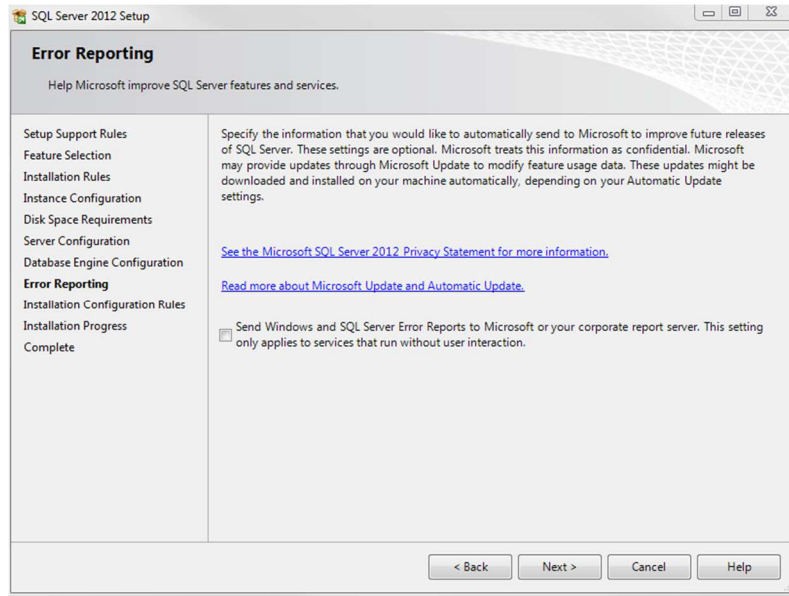 SQL Server 2012 Setup
Error Reporting
Help Microsoft improve SQL Server features and services.
Setup Support Rules
Feature Selection
Installation Rules
Instance Configuration
Disk Space Requirements
Server Configuration
Database Engine Configuration
Error Reporting
Installation Configuration Rules
Installation Progress
Complete
Specify the information that you would like to automatically send to Microsoft to improve future releases
of SQL Server. These settings are optional. Microsoft treats this information as confidential. Microsoft
may provide updates through Microsoft Update to modify feature usage data. These updates might be
downloaded and installed on your machine automatically, depending on your Automatic Update
settings.
See the Microsoft SQL Server 2012 Privacy Statement for more information.
Read more about Microsoft Update and Automatic Update.
Send Windows and SQL Server Error Reports to Microsoft or your corporate report server. This setting
only applies to services that run without user interaction.
< Back
Next >
Cancel
Help